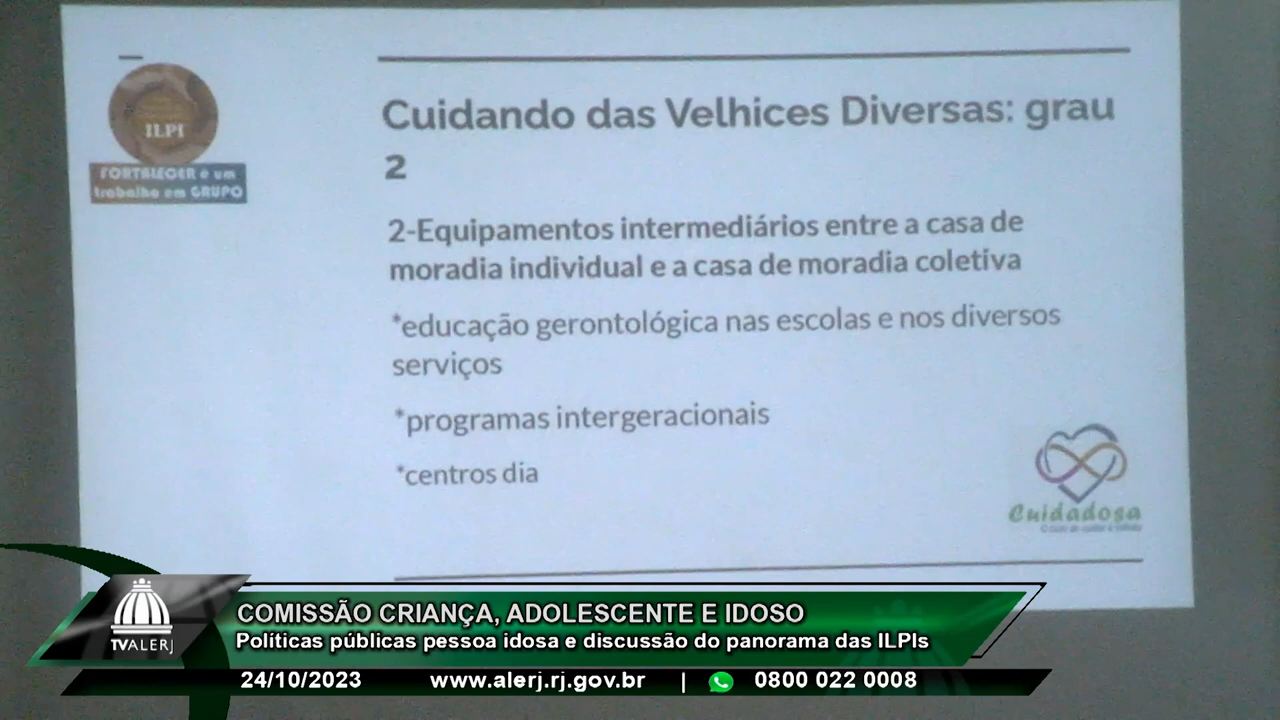 ILPI
FORTALECER é um
trabalho em GRUPO
Cuidando das Velhices Diversas: grau
2
2-Equipamentos intermediários entre a casa de
moradia individual e a casa de moradia coletiva
*educação gerontológica nas escolas e nos diversos
serviços
*programas intergeracionais
*centros dia
Cuidadosa
COMISSÃO CRIANÇA, ADOLESCENTE E IDOSO
Políticas públicas pessoa idosa e discussão do panorama das ILPIs
TVALERJ
24/10/2023 www.alerj.rj.gov.br | 0800 022 0008